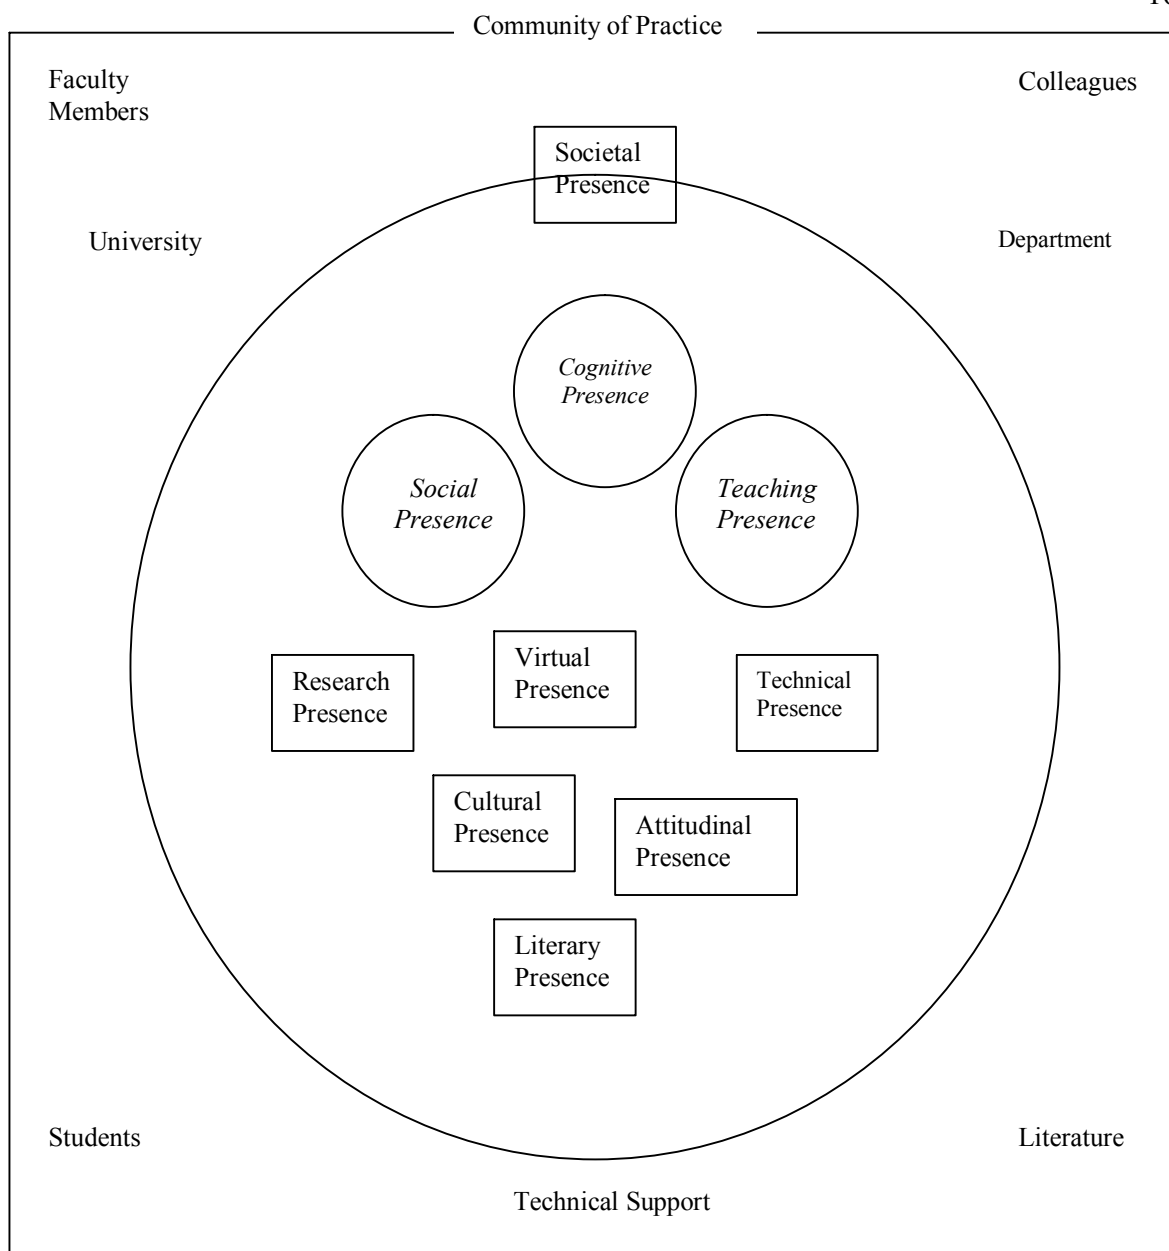 Community of Practice
Faculty
Members
Colleagues
Societal
Presence
University
Department
Cognitive
Presence
Social
Presence
Teaching
Presence
Research
Presence
Virtual
Presence
Technical
Presence
Cultural
Presence
Attitudinal
Presence
Literary
Presence
Students
Literature
Technical Support